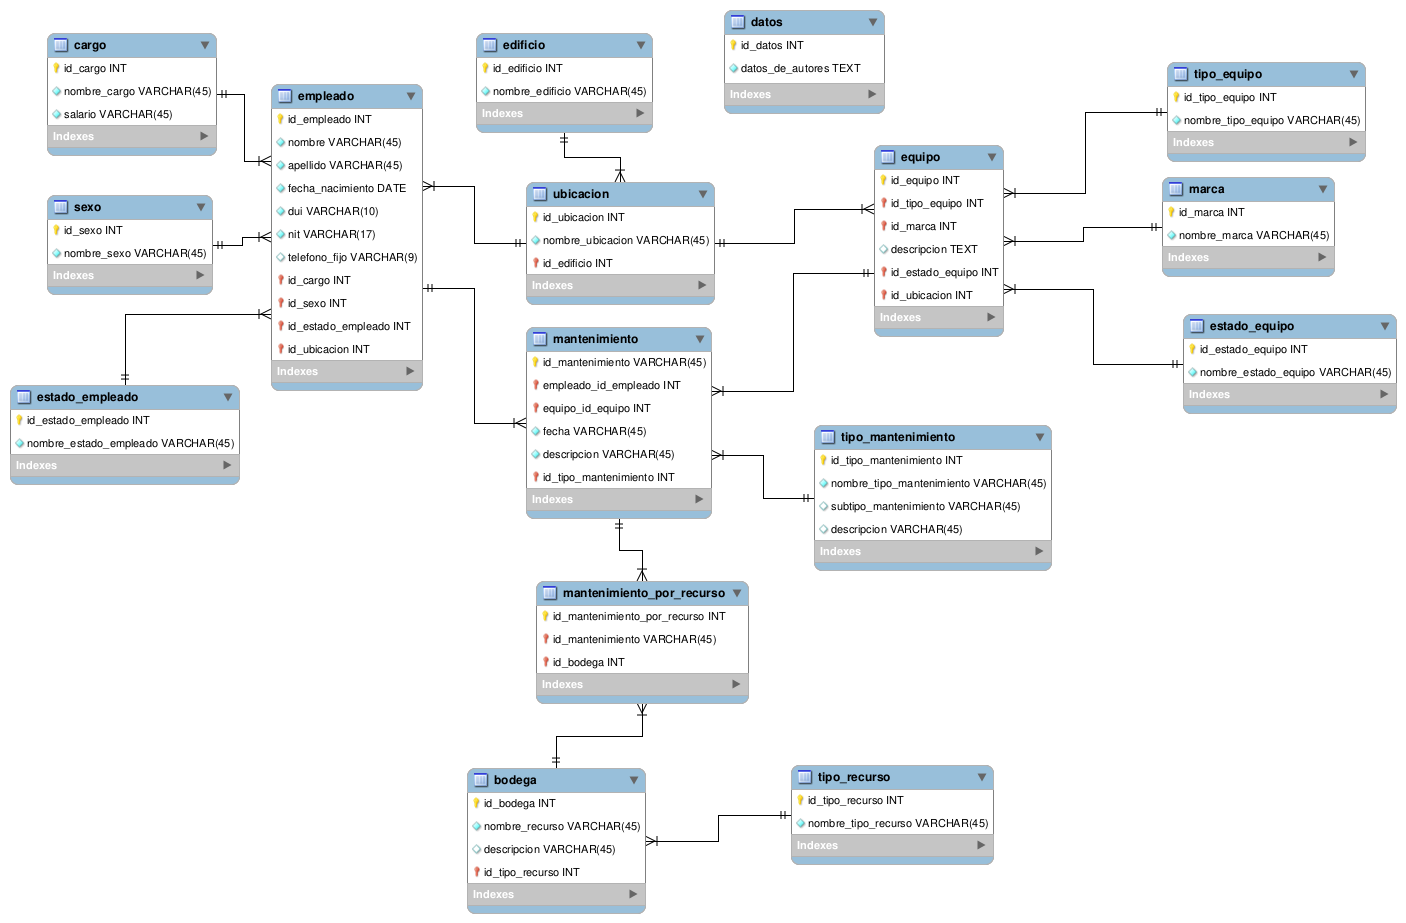 cargo
id_cargo INT
nombre_cargo VARCHAR(45)
salario VARCHAR(45)
Indexes
sexo
id_sexo INT
nombre_sexo VARCHAR(45)
Indexes
estado_empleado
id_estado_empleado INT
nombre_estado_empleado VARCHAR(45)
Indexes
empleado
id_empleado INT
nombre VARCHAR(45)
apellido VARCHAR(45)
fecha_nacimiento DATE
dui VARCHAR(10)
nit VARCHAR(17)
telefono_fijo VARCHAR(9)
id_cargo INT
id_sexo INT
id_estado_empleado INT
id_ubicacion INT
Indexes
edificio
id_edificio INT
nombre_edificio VARCHAR(45)
Indexes
ubicacion
id_ubicacion INT
nombre_ubicacion VARCHAR(45)
id_edificio INT
Indexes
mantenimiento
id_mantenimiento VARCHAR(45)
empleado_id_empleado INT
equipo_id_equipo INT
fecha VARCHAR(45)
descripcion VARCHAR(45)
id_tipo_mantenimiento INT
Indexes
mantenimiento_por_recurso
id_mantenimiento_por_recurso INT
id_mantenimiento VARCHAR(45)
id_bodega INT
Indexes
bodega
id_bodega INT
nombre_recurso VARCHAR(45)
descripcion VARCHAR(45)
id_tipo_recurso INT
Indexes
datos
id_datos INT
datos_de_autores TEXT
Indexes
equipo
id_equipo INT
id_tipo_equipo INT
id_marca INT
descripcion TEXT
id_estado_equipo INT
id_ubicacion INT
Indexes
tipo_mantenimiento
id_tipo_mantenimiento INT
nombre_tipo_mantenimiento VARCHAR(45)
subtipo_mantenimiento VARCHAR(45)
descripcion VARCHAR(45)
Indexes
tipo_recurso
id_tipo_recurso INT
nombre_tipo_recurso VARCHAR(45)
Indexes
tipo_equipo
id_tipo_equipo INT
nombre_tipo_equipo VARCHAR(45)
Indexes
marca
id_marca INT
nombre_marca VARCHAR(45)
Indexes
estado_equipo
id_estado_equipo INT
nombre_estado_equipo VARCHAR(45)
Indexes